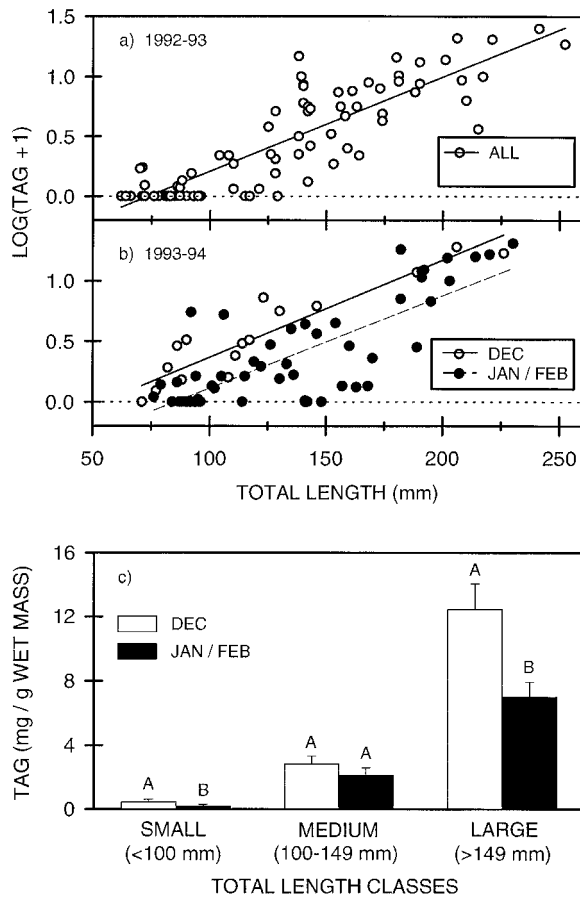 1.5
a) 1992-93
1.0
0.5
ALL
0.0
LOG(TAG + 1)
b) 1993-94
1.0
0.5
DEC
JAN / FEB
0.0
50 100 150 200 250
TOTAL LENGTH (mm)
16
c)
A
DEC
12
JAN / FEB
B
8
TAG (mg / g WET MASS)
4
A A
A B
0
SMALL MEDIUM LARGE
(<100 mm) (100-149 mm) (>149 mm)
TOTAL LENGTH CLASSES